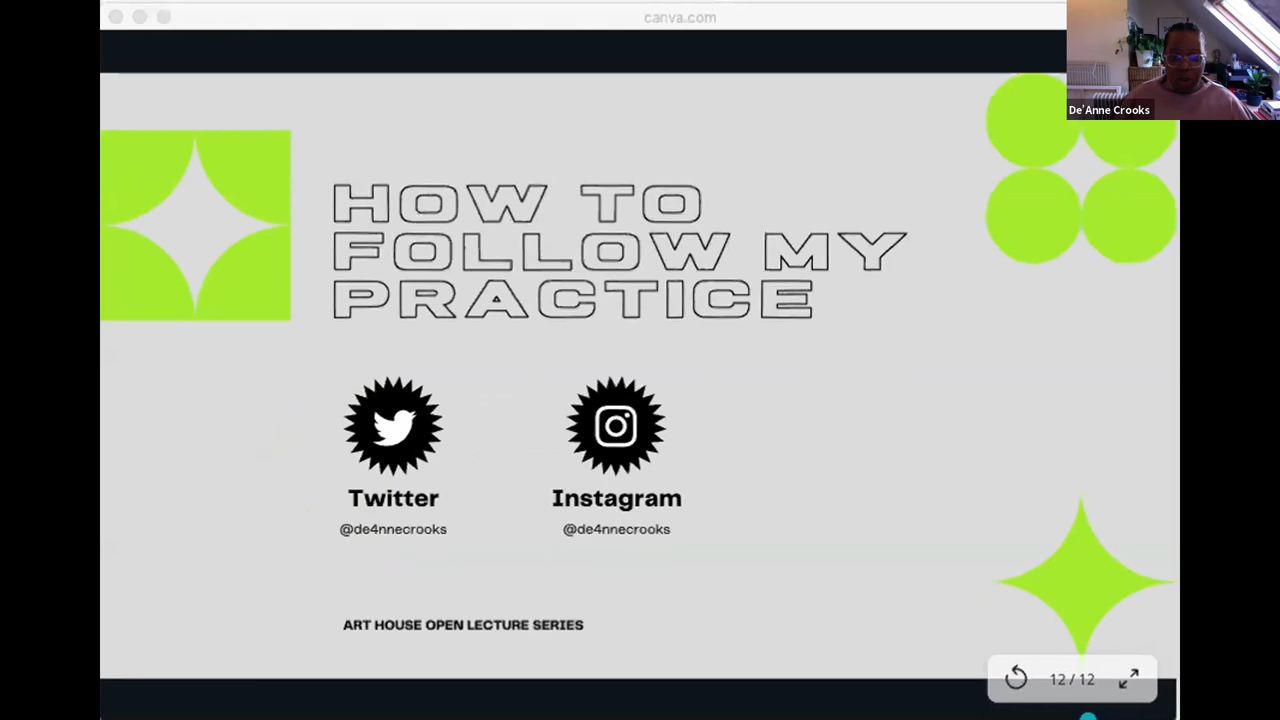 canva.com
De'Anne Crooks
HOW TO
FOLLOW MY
PRACTICE
Twitter
Instagram
@de4nnecrooks
@de4nnecrooks
ART HOUSE OPEN LECTURE SERIES
12 / 12